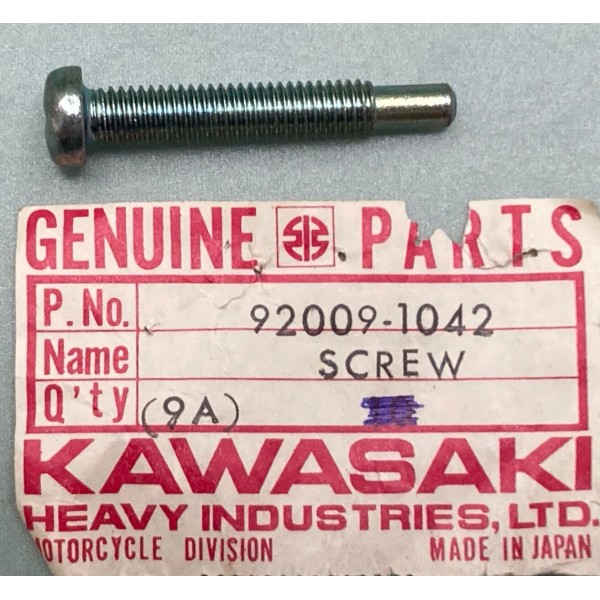 GENUINE PARTS
P. No. 92009-1042
Name SCREW
Q'ty (9A)
KAWASAKI
HEAVY INDUSTRIES, LTD.
MOTORCYCLE DIVISION MADE IN JAPAN